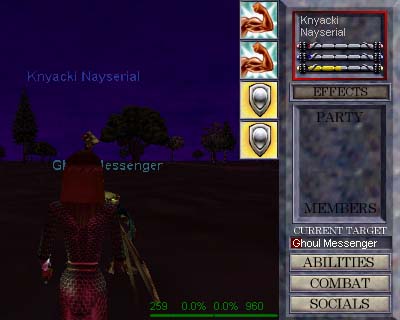 Knyacki Nayserial
Ghoul Messenger
259 0.0% 0.0% 960
Knyacki
Nayserial
EFFECTS
PARTY
MEMBERS
CURRENT TARGET
Ghoul Messenger
ABILITIES
COMBAT
SOCIALS